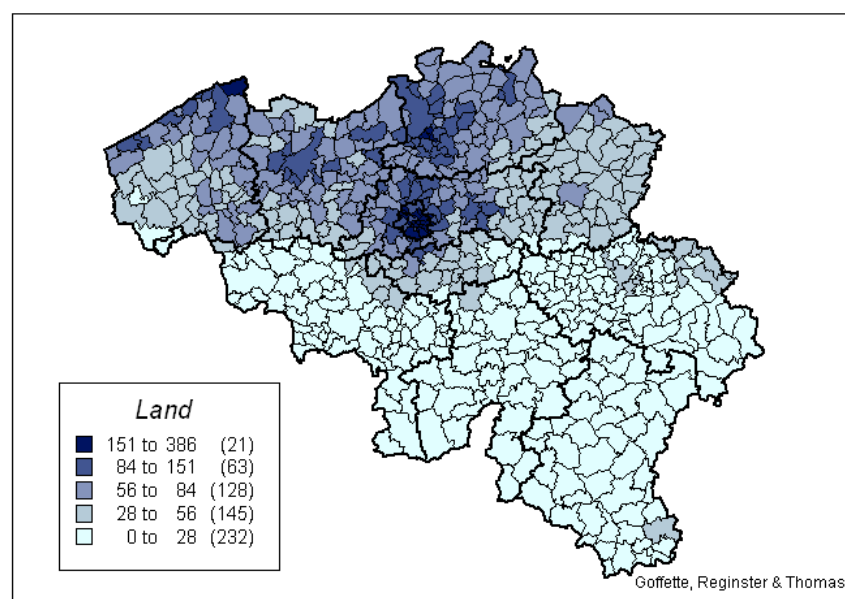 Land
151 to 386 (21)
84 to 151 (63)
56 to 84 (128)
28 to 56 (145)
0 to 28 (232)
Goffette, Reginster & Thomas